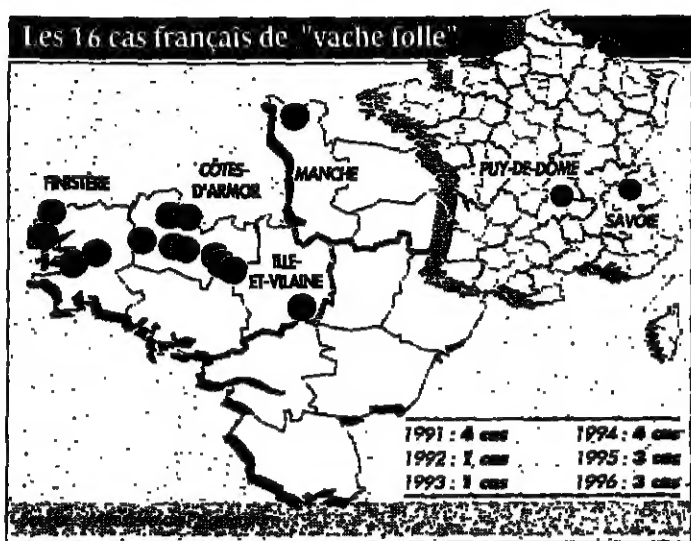 Les 16 cas français de "vache folle"
FINISTÈRE
CÔTES-
D'ARMOR
MANCHE
ILLE-
ET-VILAINE
PUY-DE-DOME
SAVOIE
1991 : 4 cas
1992 : 1 cas
1993 : 1 cas
1994 : 4 cas
1995 : 3 cas
1996 : 3 cas